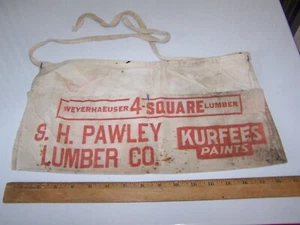 WEYERHAEUSER 4-SQUARE LUMBER
S. H. PAWLEY
LUMBER CO.
KURFEES
PAINTS